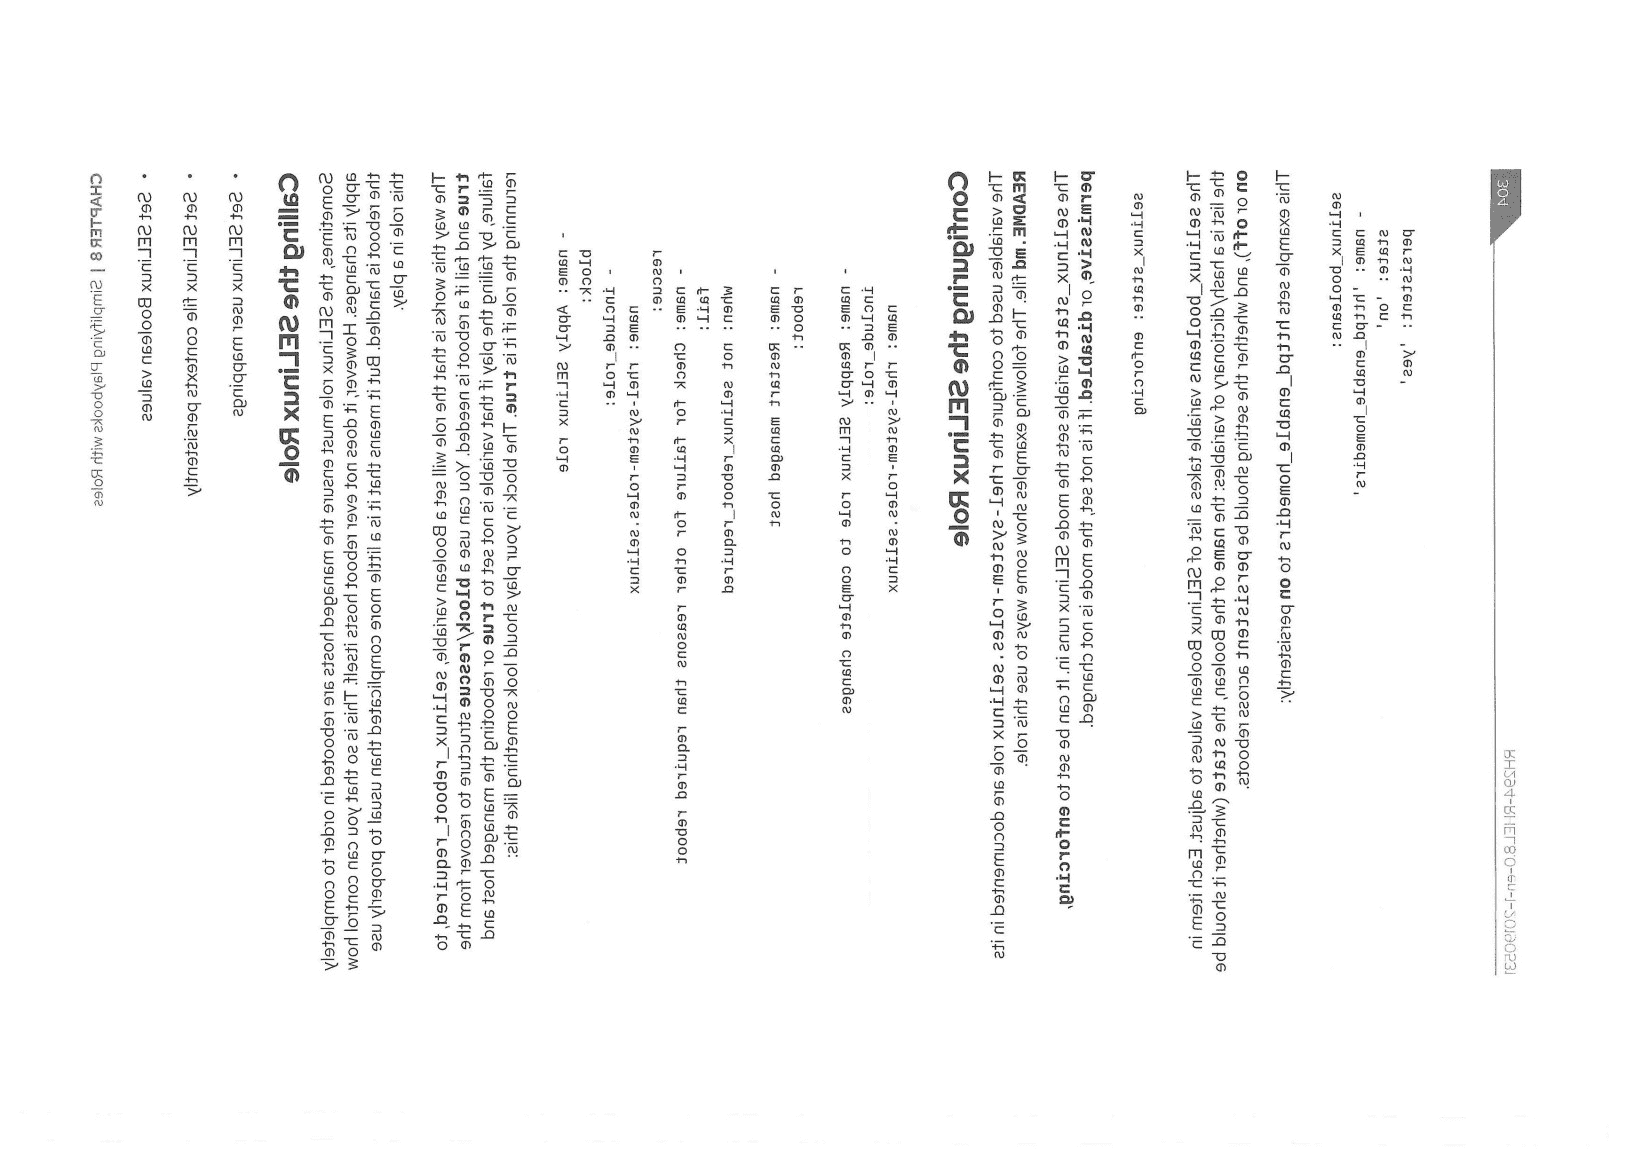 CHAPTER 8 | Simplifying Playbooks with Roles
• Set SELinux Boolean values
• Set SELinux file contexts persistently
• Set SELinux user mappings
Calling the SELinux Role
Sometimes, the SELinux role must ensure the managed hosts are rebooted in order to completely
apply its changes. However, it does not ever reboot hosts itself. This is so that you can control how
the reboot is handled. But it means that it is a little more complicated than usual to properly use
this role in a play.
The way this works is that the role will set a Boolean variable, selinux_reboot_required, to
true and fail if a reboot is needed. You can use a block/rescue structure to recover from the
failure, by failing the play if that variable is not set to true or rebooting the managed host and
rerunning the role if it is true. The block in your play should look something like this:
- name: Apply SELinux role
block:
- include_role:
name: rhel-system-roles.selinux
rescue:
- name: Check for failure for other reasons than required reboot
fail:
when: not selinux_reboot_required
- name: Restart managed host
reboot:
- name: Reapply SELinux role to complete changes
include_role:
name: rhel-system-roles.selinux
Configuring the SELinux Role
The variables used to configure the rhel-system-roles.selinux role are documented in its
README.md file. The following examples show some ways to use this role.
The selinux_state variable sets the mode SELinux runs in. It can be set to enforcing,
permissive, or disabled. If it is not set, the mode is not changed.
selinux_state: enforcing
The selinux_booleans variable takes a list of SELinux Boolean values to adjust. Each item in
the list is a hash/dictionary of variables: the name of the Boolean, the state (whether it should be
on or off), and whether the setting should be persistent across reboots.
This example sets httpd_enable_homedirs to on persistently:
selinux_booleans:
- name: 'httpd_enable_homedirs'
state: 'on'
persistent: 'yes'
304
RH294-RHEL8.0-en-1-20190531